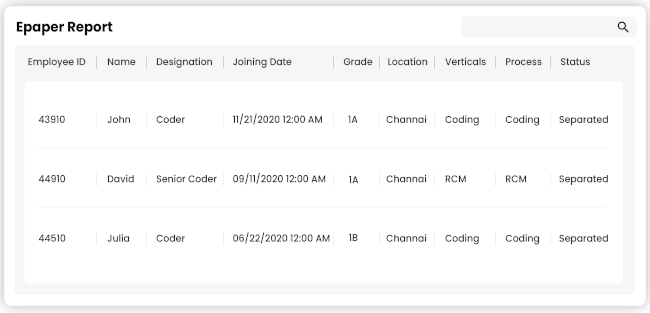 Epaper Report
Employee ID Name Designation Joining Date Grade Location Verticals Process Status
43910 John Coder 11/21/2020 12:00 AM 1A Channai Coding Coding Separated
44910 David Senior Coder 09/11/2020 12:00 AM 1A Channai RCM RCM Separated
44510 Julia Coder 06/22/2020 12:00 AM 1B Channai Coding Coding Separated